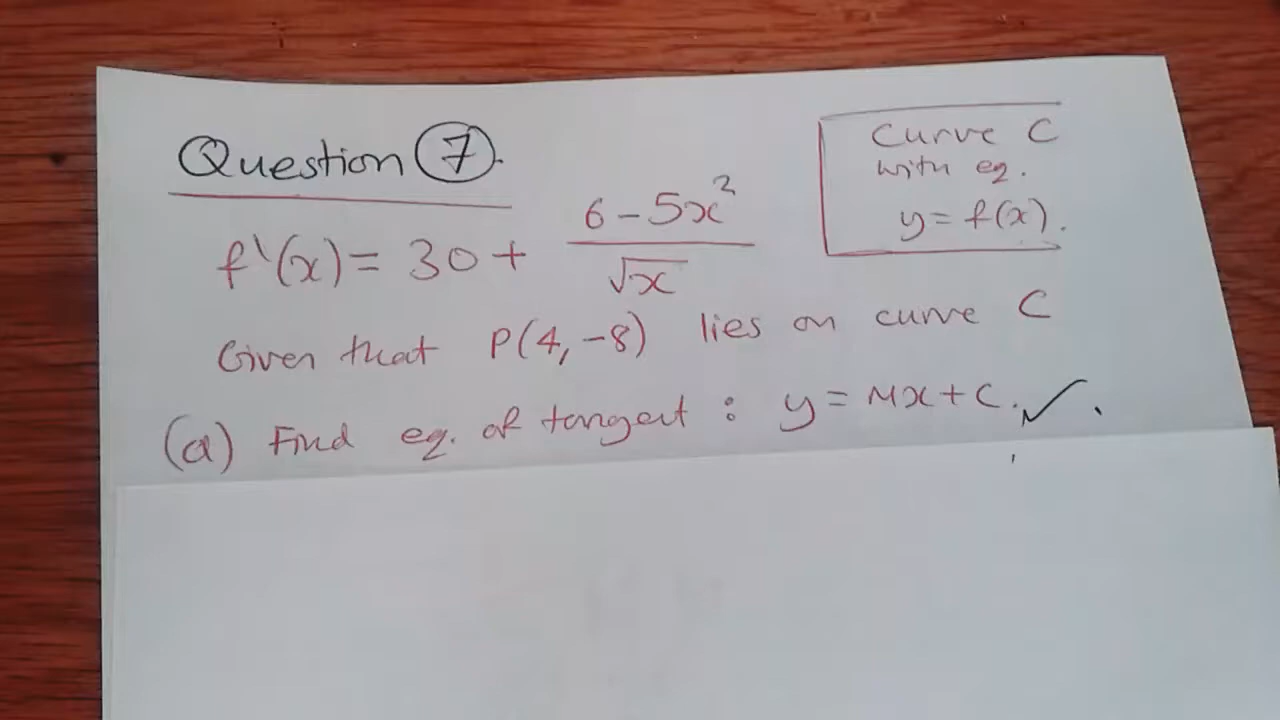 Question 7.
Curve C
with eq.
y = f(x).
f'(x) = 30 + (6 - 5x²)/√x
Given that P(4, -8) lies on curve C
(a) Find eq. of tangent : y = Mx + C. ✓.